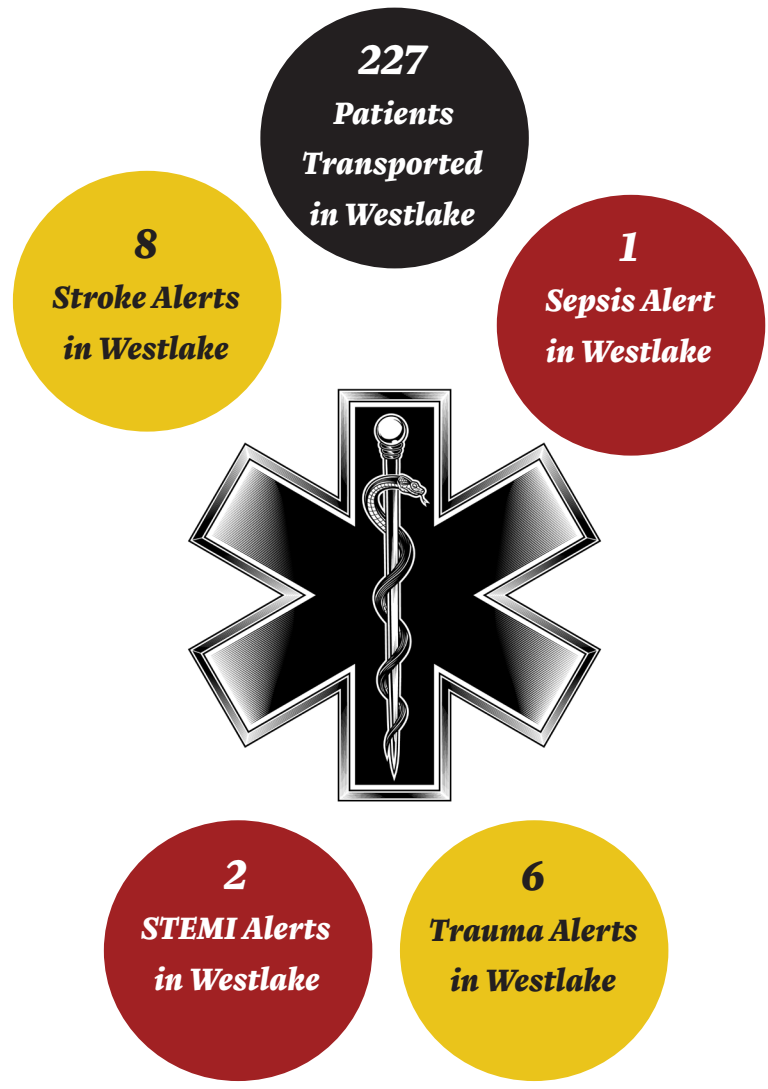 227
Patients
Transported
in Westlake
8
Stroke Alerts
in Westlake
1
Sepsis Alert
in Westlake
2
STEMI Alerts
in Westlake
6
Trauma Alerts
in Westlake